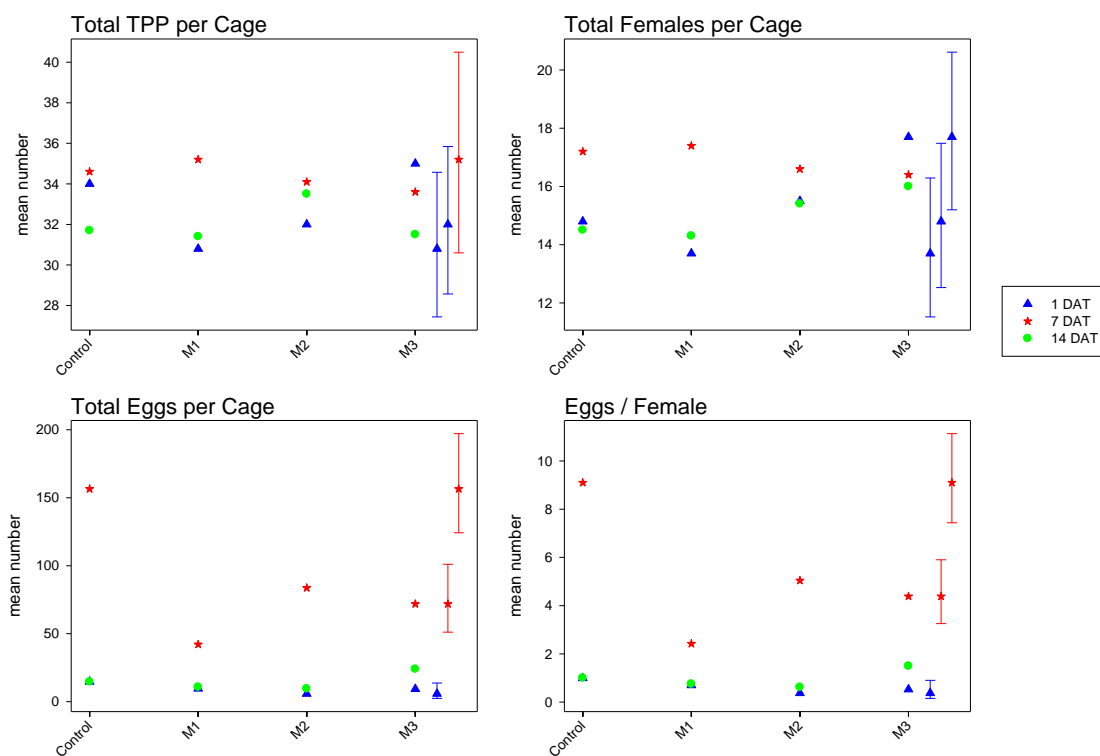 Total TPP per Cage
mean number
40
38
36
34
32
30
28
Control
M1
M2
M3
Total Females per Cage
mean number
20
18
16
14
12
Control
M1
M2
M3
1 DAT
7 DAT
14 DAT
Total Eggs per Cage
mean number
200
150
100
50
0
Control
M1
M2
M3
Eggs / Female
mean number
10
8
6
4
2
0
Control
M1
M2
M3